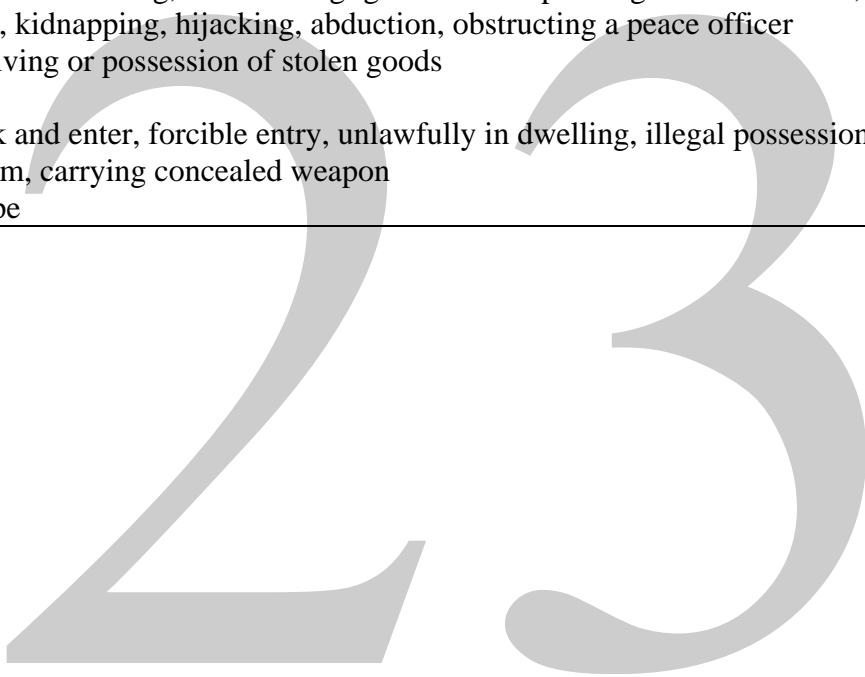 , kidnapping, hijacking, abduction, obstructing a peace officer
ving or possession of stolen goods
and enter, forcible entry, unlawfully in dwelling, illegal possession
m, carrying concealed weapon
pe
23